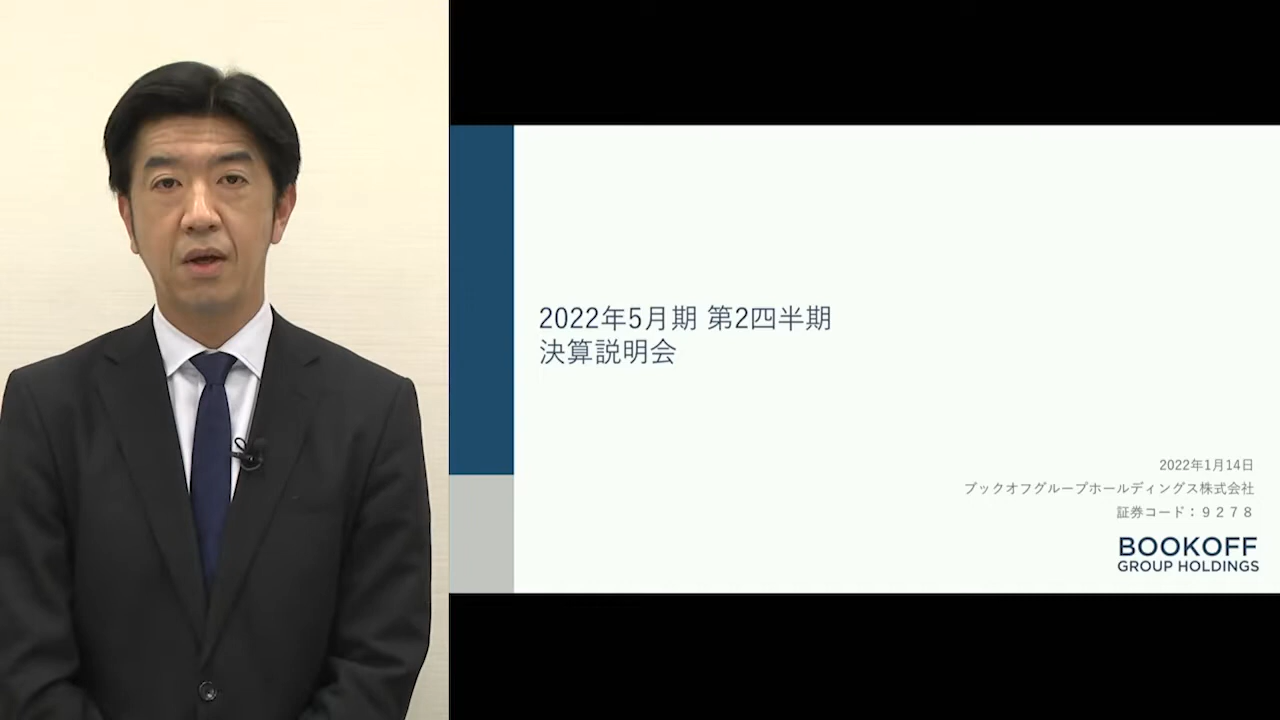 2022年5月期 第2四半期
決算説明会
2022年1月14日
ブックオフグループホールディングス株式会社
証券コード：９２７８
BOOKOFF
GROUP HOLDINGS